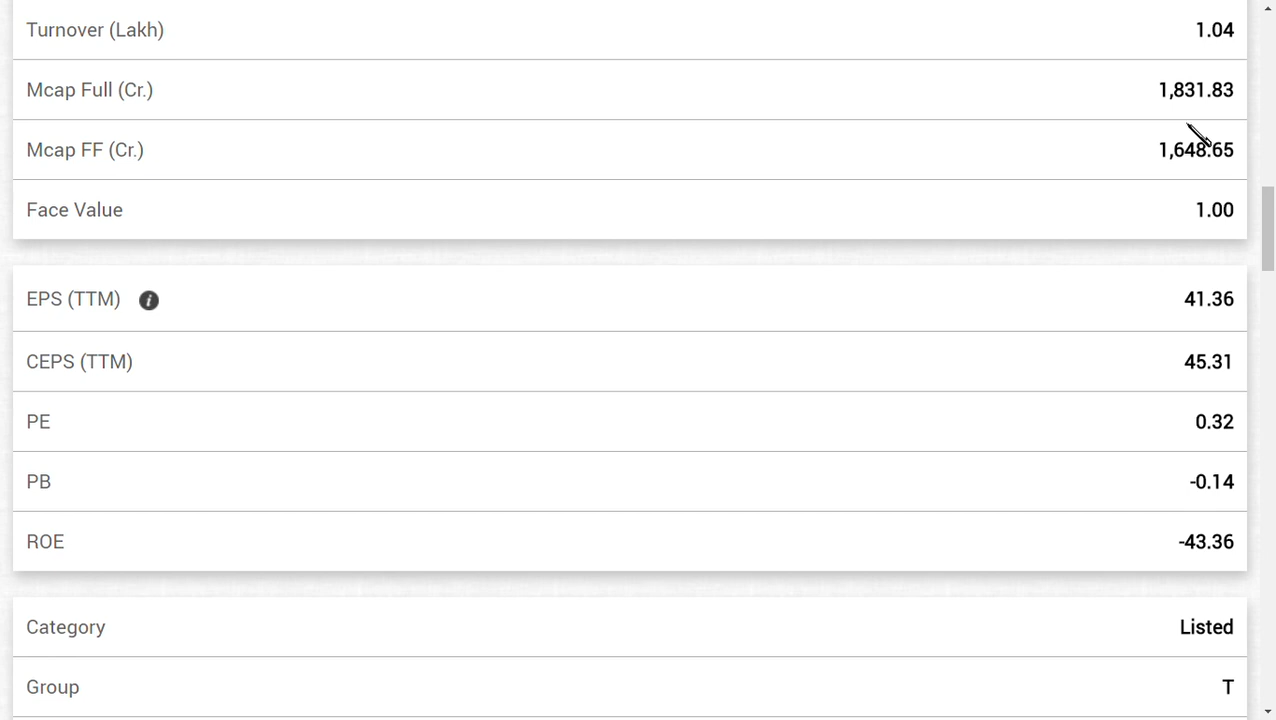 Turnover (Lakh) 1.04
Mcap Full (Cr.) 1,831.83
Mcap FF (Cr.) 1,648.65
Face Value 1.00
EPS (TTM) i 41.36
CEPS (TTM) 45.31
PE 0.32
PB -0.14
ROE -43.36
Category Listed
Group T